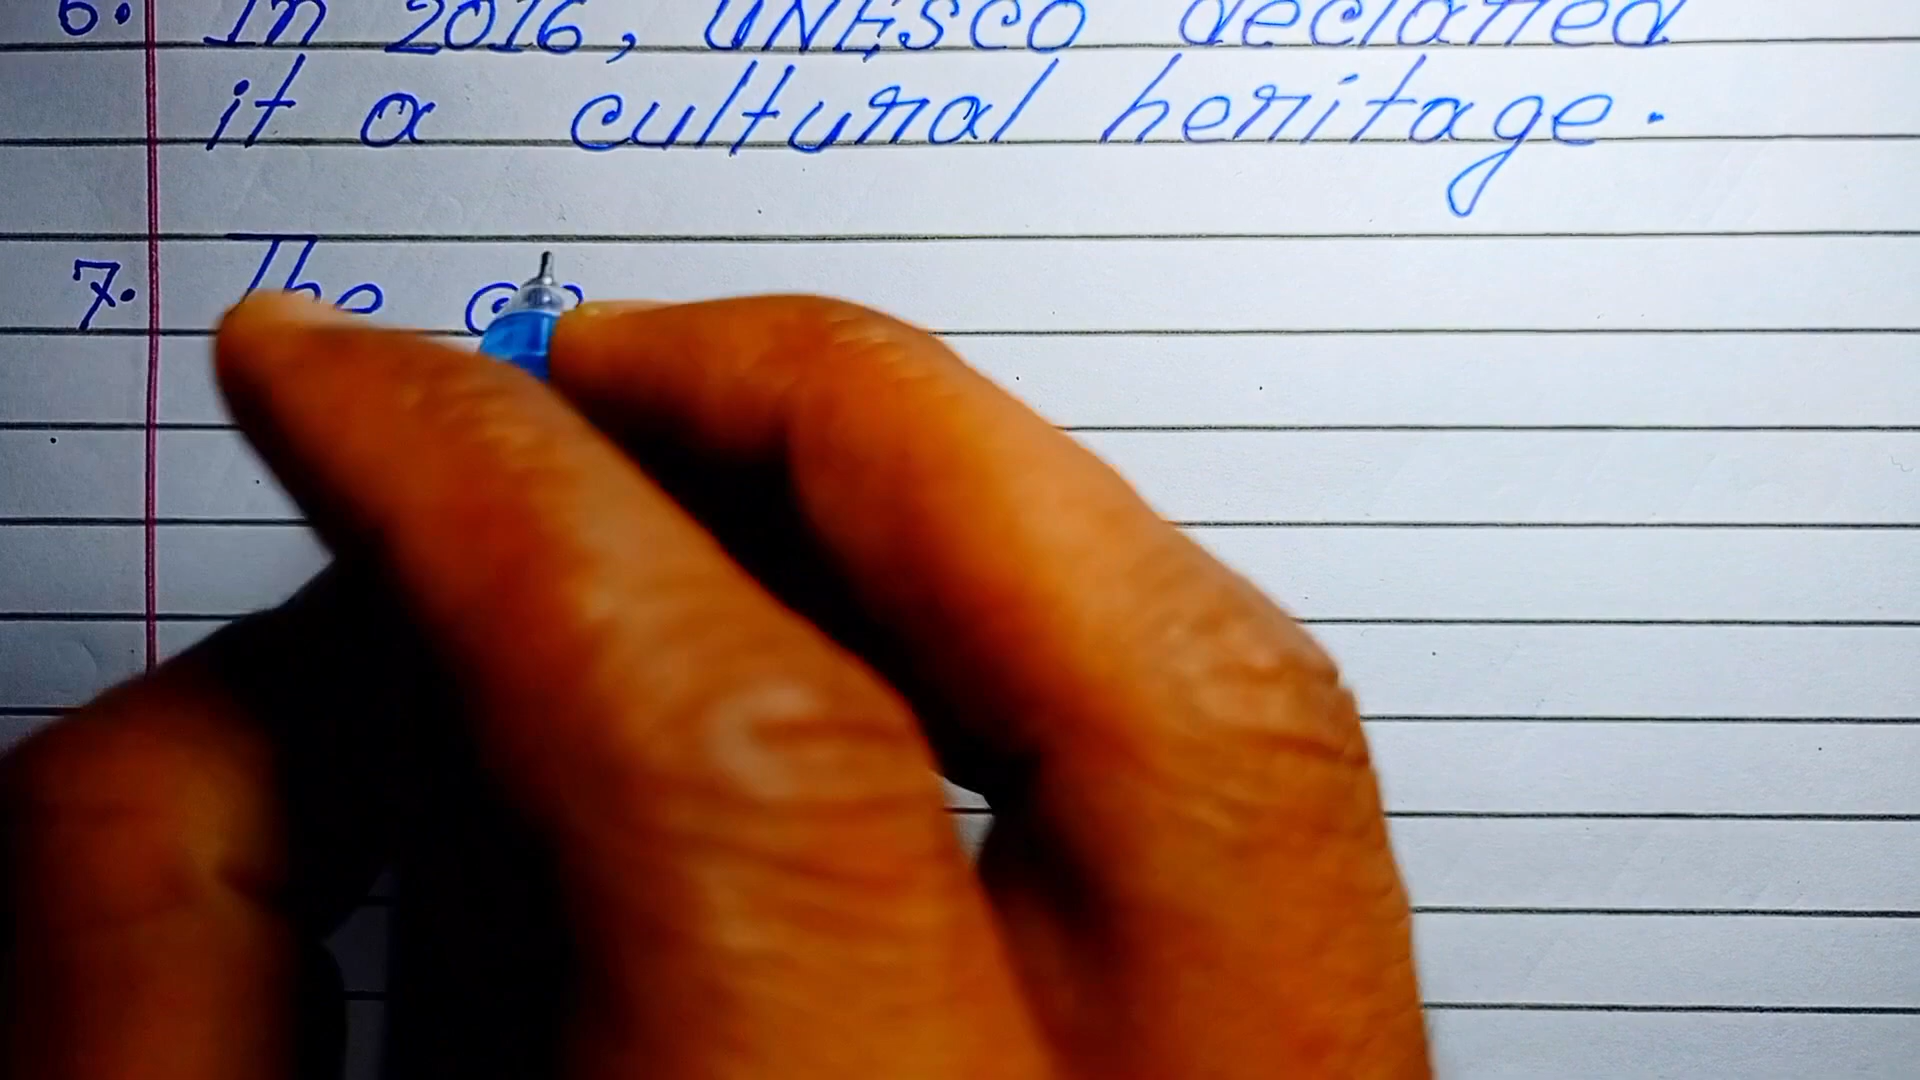 6. In 2016, UNESCO declared
it a cultural heritage.
7. The